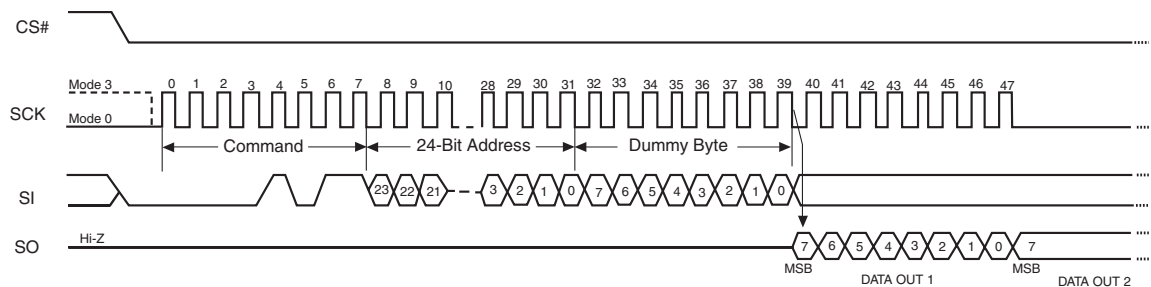 CS#
Mode 3
0 1 2 3 4 5 6 7 8 9 10 28 29 30 31 32 33 34 35 36 37 38 39 40 41 42 43 44 45 46 47
SCK
Mode 0
Command 24-Bit Address Dummy Byte
SI
23 22 21 3 2 1 0 7 6 5 4 3 2 1 0
Hi-Z
SO
7 6 5 4 3 2 1 0 7
MSB MSB
DATA OUT 1 DATA OUT 2